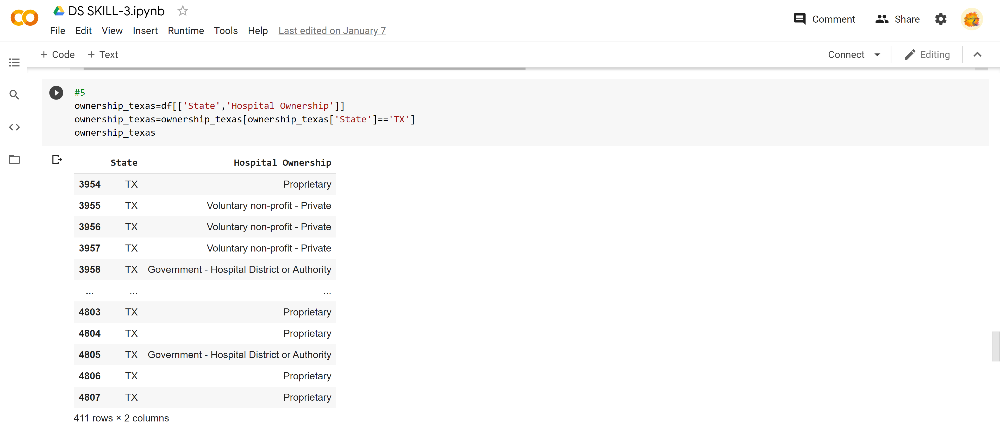 DS SKILL-3.ipynb
File Edit View Insert Runtime Tools Help Last edited on January 7
Comment Share
+ Code + Text
Connect Editing
#5
ownership_texas=df[['State','Hospital Ownership']]
ownership_texas=ownership_texas[ownership_texas['State']=='TX']
ownership_texas
State Hospital Ownership
3954 TX Proprietary
3955 TX Voluntary non-profit - Private
3956 TX Voluntary non-profit - Private
3957 TX Voluntary non-profit - Private
3958 TX Government - Hospital District or Authority
... ... ...
4803 TX Proprietary
4804 TX Proprietary
4805 TX Government - Hospital District or Authority
4806 TX Proprietary
4807 TX Proprietary
411 rows × 2 columns